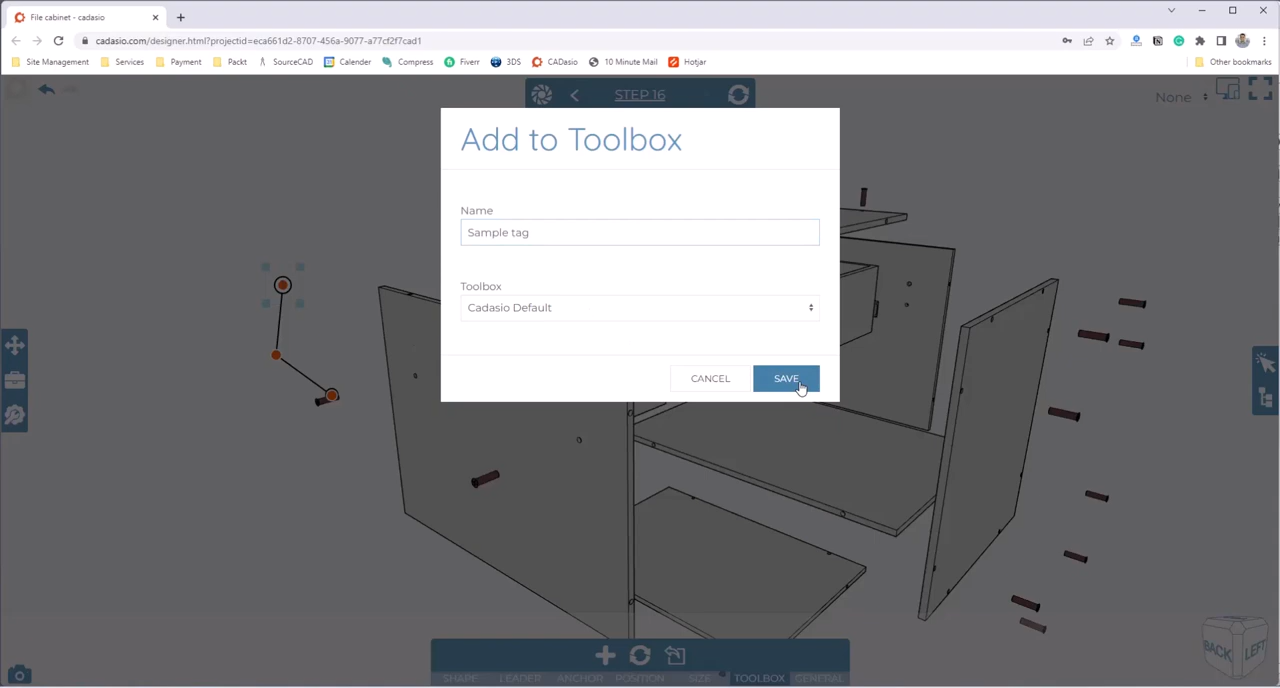 File cabinet - cadasio
cadasio.com/designer.html?projectid=eca661d2-8707-456a-9077-a77cf2f7cad1
Site Management Services Payment Packt SourceCAD Calender Compress Fiverr 3DS CADasio 10 Minute Mail Hotjar Other bookmarks
STEP 16
None
Add to Toolbox
Name
Sample tag
Toolbox
Cadasio Default
CANCEL SAVE
BACK LEFT
SHAPE LEADER ANCHOR POSITION SIZE TOOLBOX GENERAL